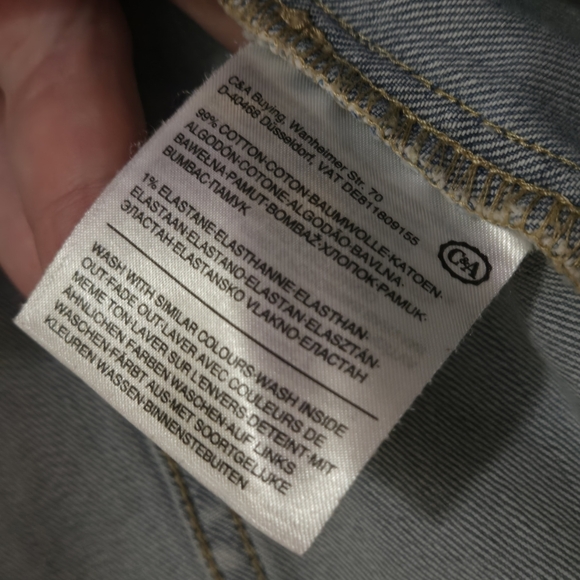 C&A Buying, Wanheimer Str. 70
D-40468 Düsseldorf, VAT DE811809155
C&A
99% COTTON·COTON·BAUMWOLLE·KATOEN·
ALGODÓN·COTONE·ALGODÃO·BAVLNA·
BAWEŁNA·PAMUT·BOMBAŽ·ХЛОПОК·PAMUK·
BUMBAC·ПАМУК
1% ELASTANE·ELASTHANNE·ELASTHAN·
ELASTAAN·ELASTANO·ELASTAN·ELASZTÁN·
ЭЛАСТАН·ELASTANSKO VLAKNO·ЕЛАСТАН
WASH WITH SIMILAR COLOURS·WASH INSIDE
OUT·FADE OUT·LAVER AVEC COULEURS DE
MEME TON·LAVER SUR L'ENVERS·DETEINT·MIT
ÄHNLICHEN FARBEN WASCHEN·AUF LINKS
WASCHEN·FÄRBT AUS·MET SOORTGELIJKE
KLEUREN WASSEN·BINNENSTEBUITEN